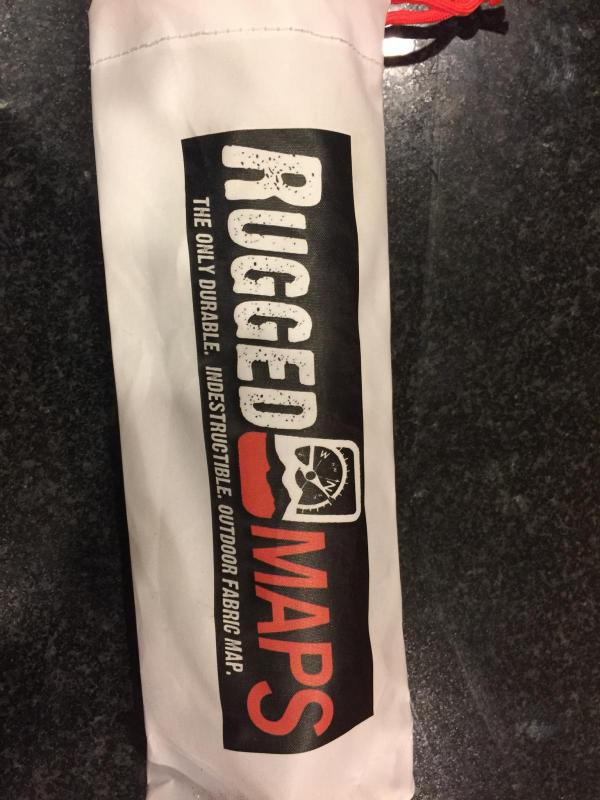 RUGGED MAPS
THE ONLY DURABLE. INDESTRUCTIBLE. OUTDOOR FABRIC MAP.
W
N